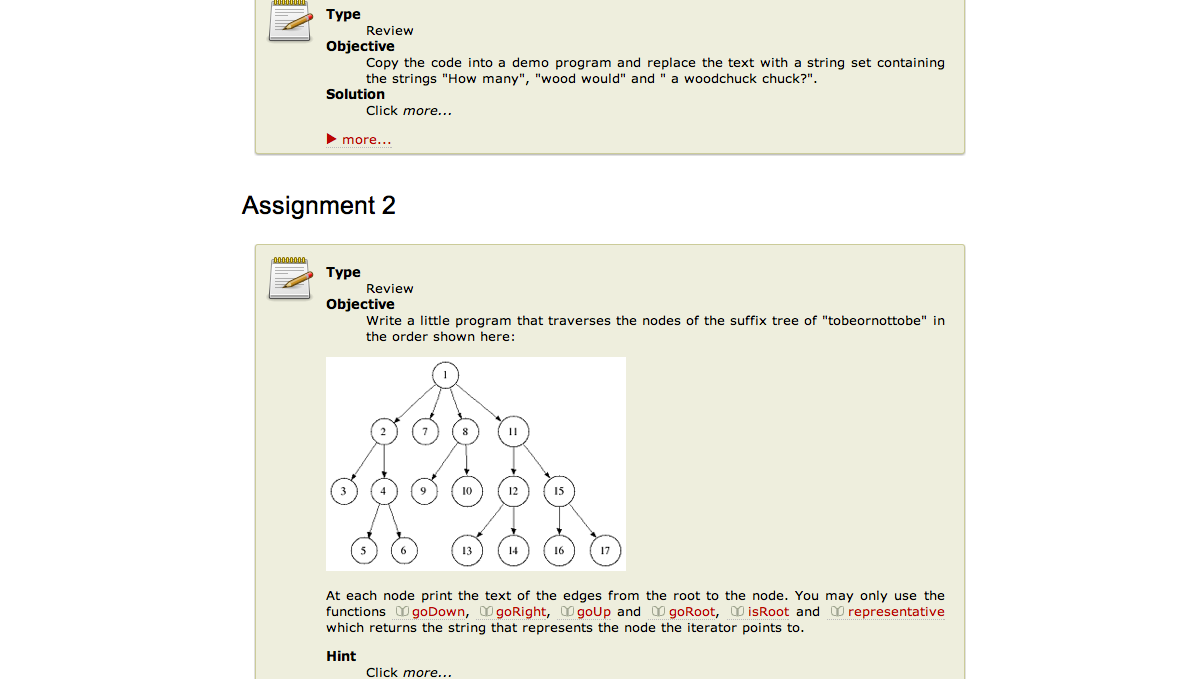 Type
Review
Objective
Copy the code into a demo program and replace the text with a string set containing
the strings "How many", "wood would" and " a woodchuck chuck?".
Solution
Click more...
more...
Assignment 2
Type
Review
Objective
Write a little program that traverses the nodes of the suffix tree of "tobeornottobe" in
the order shown here:
1
2 7 8 11
3 4 9 10 12 15
5 6 13 14 16 17
At each node print the text of the edges from the root to the node. You may only use the
functions goDown, goRight, goUp and goRoot, isRoot and representative
which returns the string that represents the node the iterator points to.
Hint
Click more...